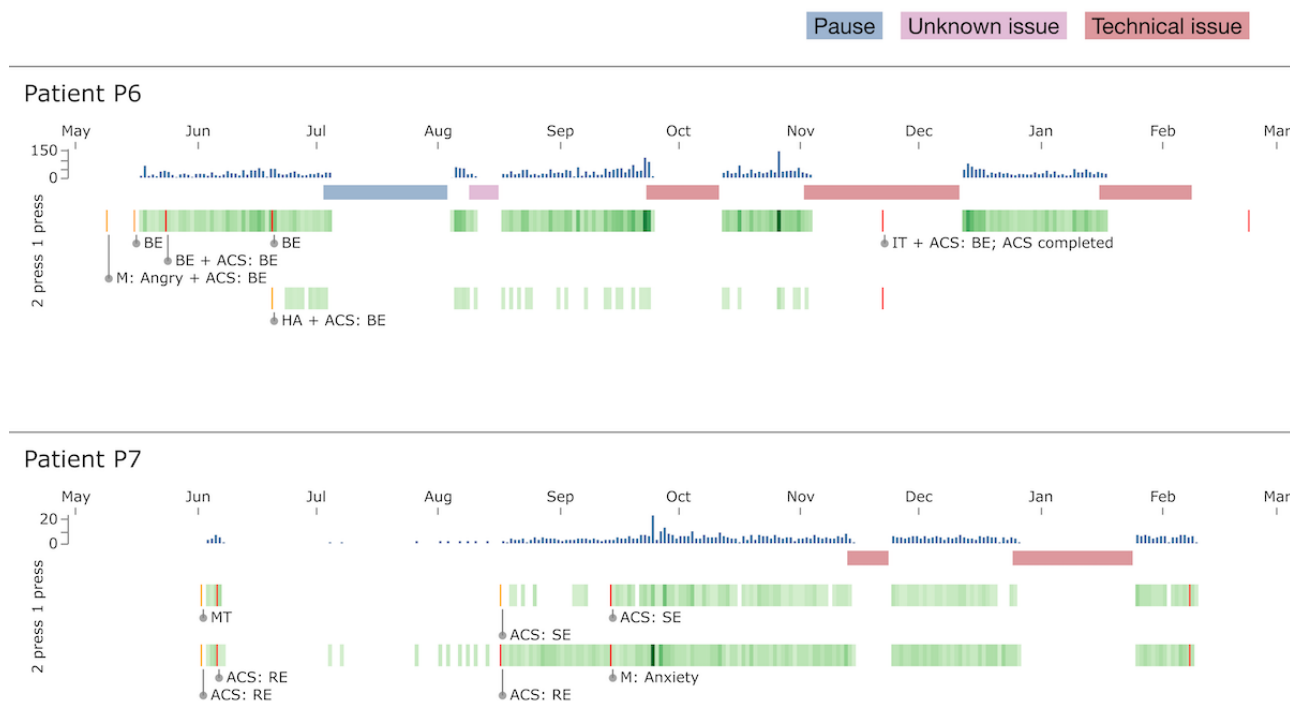 Pause Unknown issue Technical issue
Patient P6
May Jun Jul Aug Sep Oct Nov Dec Jan Feb Mar
150
0
1 press
BE BE IT + ACS: BE; ACS completed
BE + ACS: BE
M: Angry + ACS: BE
2 press
HA + ACS: BE
Patient P7
May Jun Jul Aug Sep Oct Nov Dec Jan Feb Mar
20
0
1 press
MT ACS: SE
ACS: SE
2 press
ACS: RE M: Anxiety
ACS: RE ACS: RE